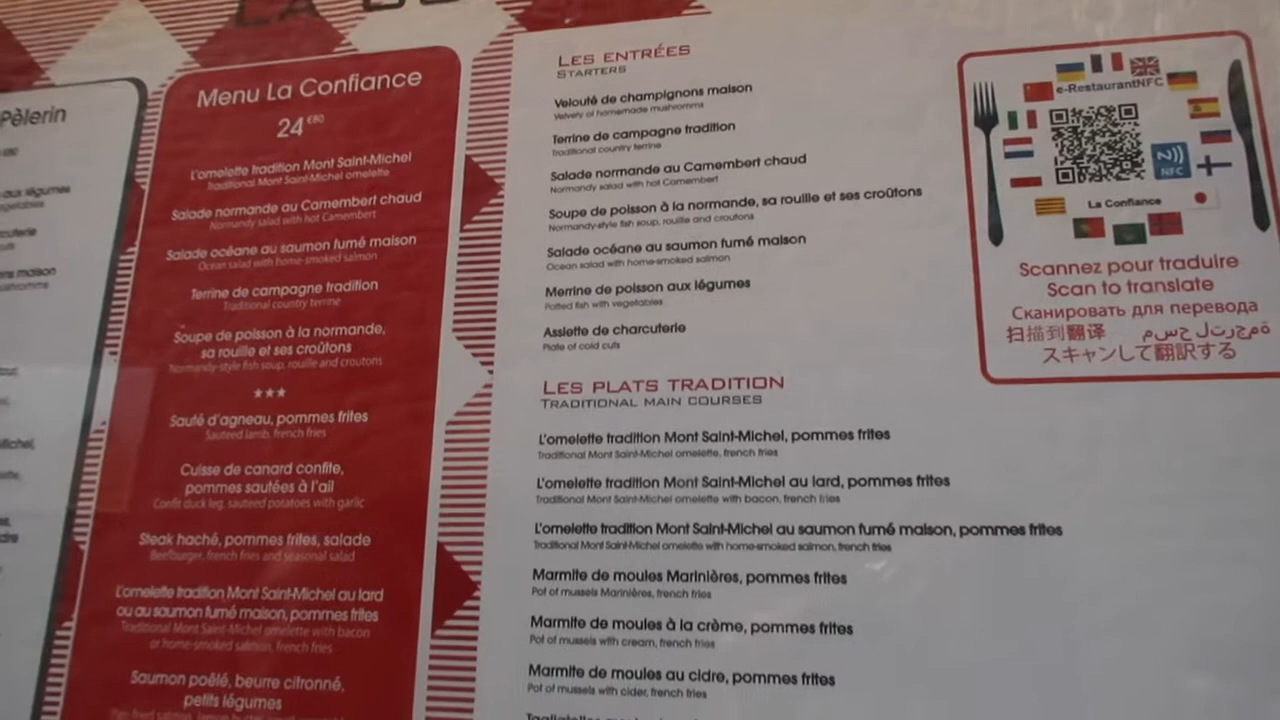 Pèlerin
aux légumes
maison
Menu La Confiance
24 €80
L'omelette tradition Mont Saint-Michel
Traditional Mont Saint-Michel omelette
Salade normande au Camembert chaud
Normandy salad with hot Camembert
Salade océane au saumon fumé maison
Ocean salad with home-smoked salmon
Terrine de campagne tradition
Traditional country terrine
Soupe de poisson à la normande,
sa rouille et ses croûtons
Normandy-style fish soup, rouille and croutons
★★★
Sauté d'agneau, pommes frites
Sauteed lamb, french fries
Cuisse de canard confite,
pommes sautées à l'ail
Confit duck leg, sauteed potatoes with garlic
Steak haché, pommes frites, salade
Beefburger, french fries and seasonal salad
L'omelette tradition Mont Saint-Michel au lard
ou au saumon fumé maison, pommes frites
Traditional Mont Saint-Michel omelette with bacon
or home-smoked salmon, french fries
Saumon poêlé, beurre citronné,
petits légumes
LES ENTRÉES
STARTERS
Velouté de champignons maison
Velvety of homemade mushromms
Terrine de campagne tradition
Traditional country terrine
Salade normande au Camembert chaud
Normandy salad with hot Camembert
Soupe de poisson à la normande, sa rouille et ses croûtons
Normandy-style fish soup, rouille and croutons
Salade océane au saumon fumé maison
Ocean salad with home-smoked salmon
Merrine de poisson aux légumes
Potted fish with vegetables
Assiette de charcuterie
Plate of cold cuts
LES PLATS TRADITION
TRADITIONAL MAIN COURSES
L'omelette tradition Mont Saint-Michel, pommes frites
Traditional Mont Saint-Michel omelette, french fries
L'omelette tradition Mont Saint-Michel au lard, pommes frites
Traditional Mont Saint-Michel omelette with bacon, french fries
L'omelette tradition Mont Saint-Michel au saumon fumé maison, pommes frites
Traditional Mont Saint-Michel omelette with home-smoked salmon, french fries
Marmite de moules Marinières, pommes frites
Pot of mussels Marinières, french fries
Marmite de moules à la crème, pommes frites
Pot of mussels with cream, french fries
Marmite de moules au cidre, pommes frites
Pot of mussels with cider, french fries
e-RestaurantNFC
NFC
La Confiance
Scannez pour traduire
Scan to translate
Сканировать для перевода
扫描到翻译 ةمجرتل حسم
スキャンして翻訳する